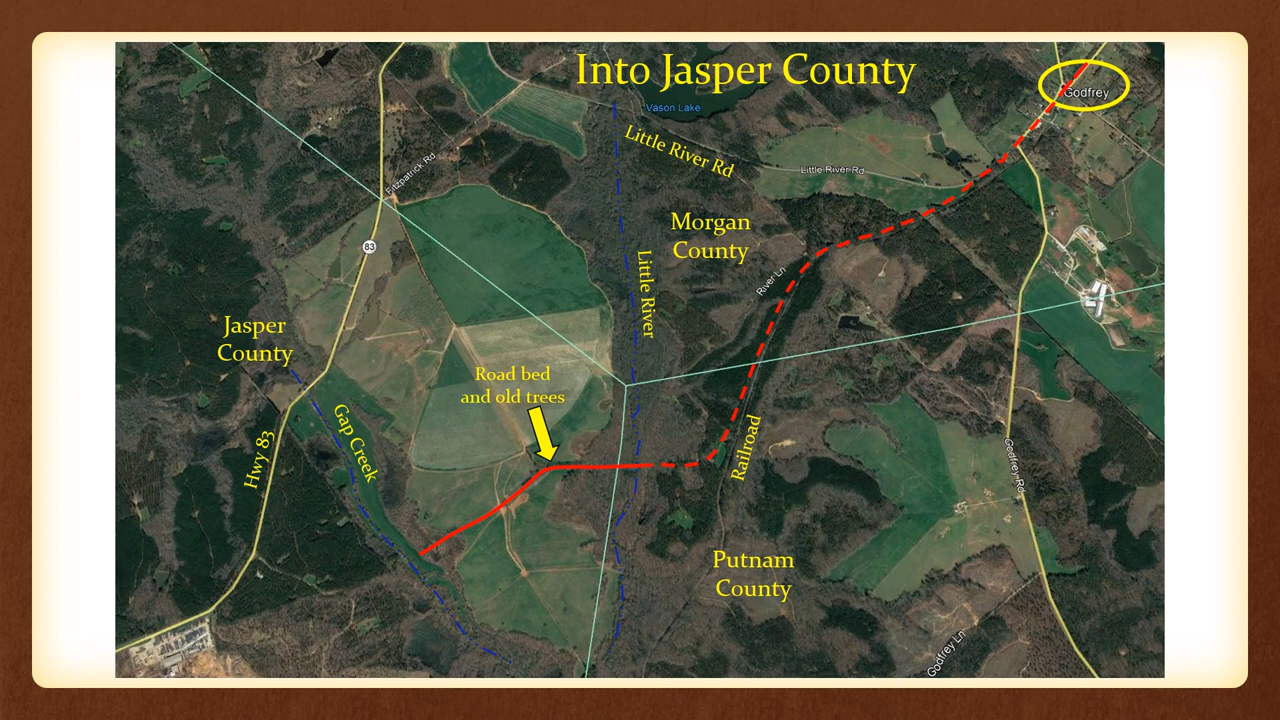 Into Jasper County
Godfrey
Vason Lake
Little River Rd
Fitzpatrick Rd
Little River Rd
Morgan
County
83
Little River
River Ln
Jasper
County
Road bed
and old trees
Gap Creek
Hwy 83
Railroad
Godfrey Rd
Putnam
County
Godfrey Ln